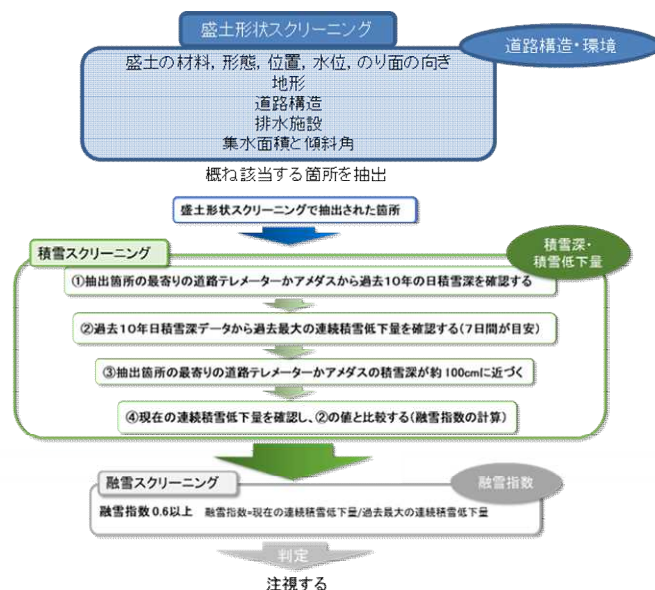 盛土形状スクリーニング
道路構造・環境
盛土の材料, 形態, 位置, 水位, のり面の向き
地形
道路構造
排水施設
集水面積と傾斜角
概ね該当する箇所を抽出
盛土形状スクリーニングで抽出された箇所
積雪スクリーニング
積雪深・
積雪低下量
①抽出箇所の最寄りの道路テレメーターかアメダスから過去10年の日積雪深を確認する
②過去10年日積雪深データから過去最大の連続積雪低下量を確認する(7日間が目安)
③抽出箇所の最寄りの道路テレメーターかアメダスの積雪深が約100cmに近づく
④現在の連続積雪低下量を確認し、②の値と比較する(融雪指数の計算)
融雪スクリーニング
融雪指数
融雪指数0.6以上 融雪指数=現在の連続積雪低下量/過去最大の連続積雪低下量
判定
注視する